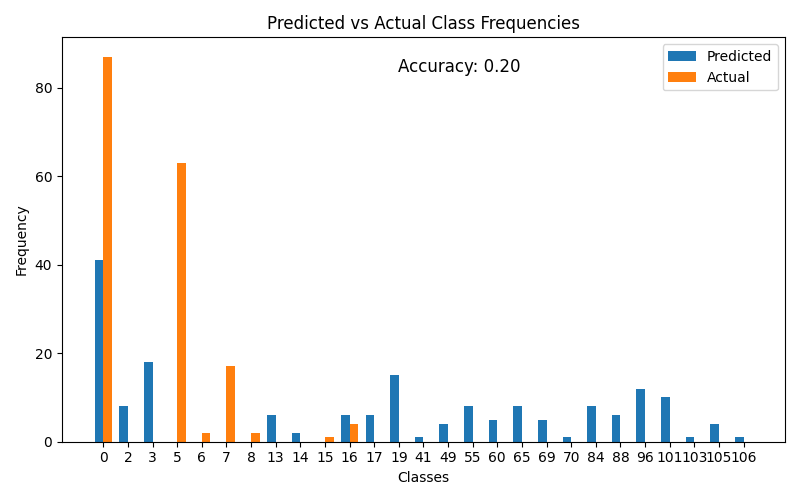 Predicted vs Actual Class Frequencies
Accuracy: 0.20
Predicted
Actual
Frequency
80
60
40
20
0
0 2 3 5 6 7 8 13 14 15 16 17 19 41 49 55 60 65 69 70 84 88 96 101 103 105 106
Classes